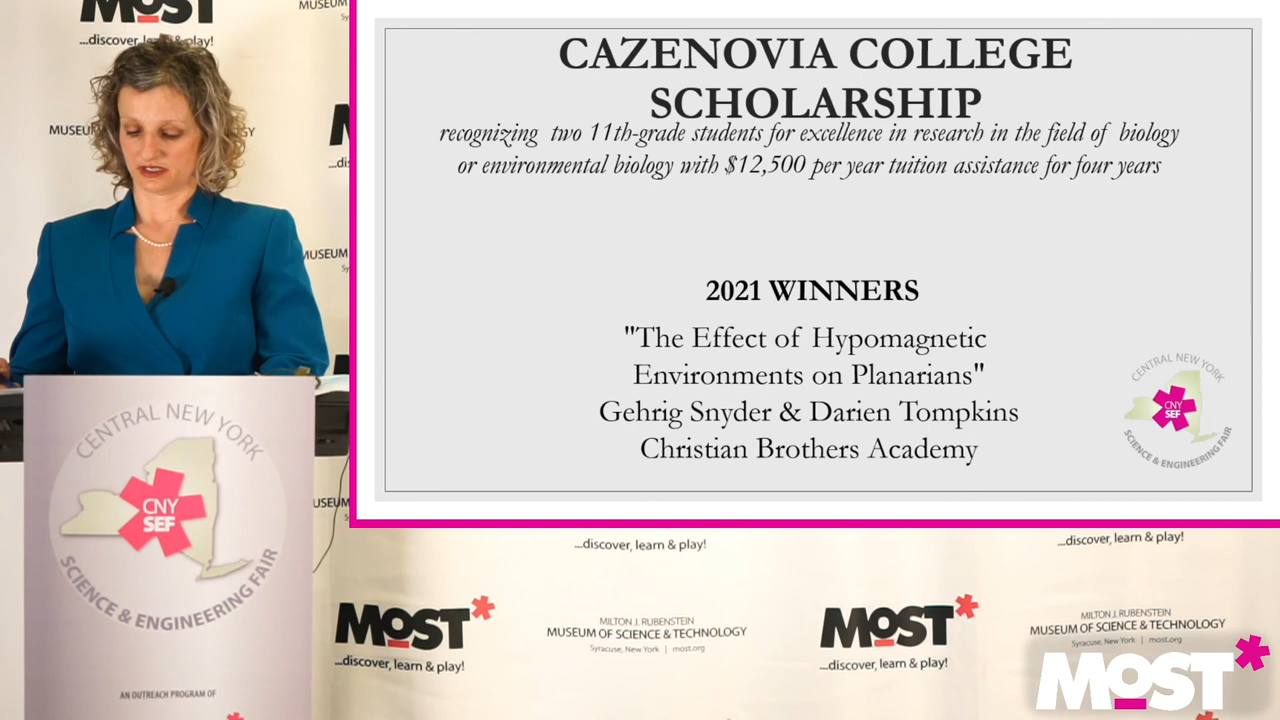 MOST
...discover, learn & play!
MUSEUM
MUSEUM
GY
M
...dis
MUSEUM
MUSEUM
CAZENOVIA COLLEGE
SCHOLARSHIP
recognizing two 11th-grade students for excellence in research in the field of biology
or environmental biology with $12,500 per year tuition assistance for four years
2021 WINNERS
"The Effect of Hypomagnetic
Environments on Planarians"
Gehrig Snyder & Darien Tompkins
Christian Brothers Academy
CENTRAL NEW YORK
CNY
SEF
SCIENCE & ENGINEERING FAIR
CENTRAL NEW YORK
CNY
SEF
SCIENCE & ENGINEERING FAIR
AN OUTREACH PROGRAM OF
...discover, learn & play!
...discover, learn & play!
MOST*
...discover, learn & play!
MILTON J. RUBENSTEIN
MUSEUM OF SCIENCE & TECHNOLOGY
Syracuse, New York | most.org
MOST*
...discover, learn & play!
MILTON J. RUBENSTEIN
MUSEUM OF SCIENCE & TECHNOLOGY
Syracuse, New York | most.org
MOST*